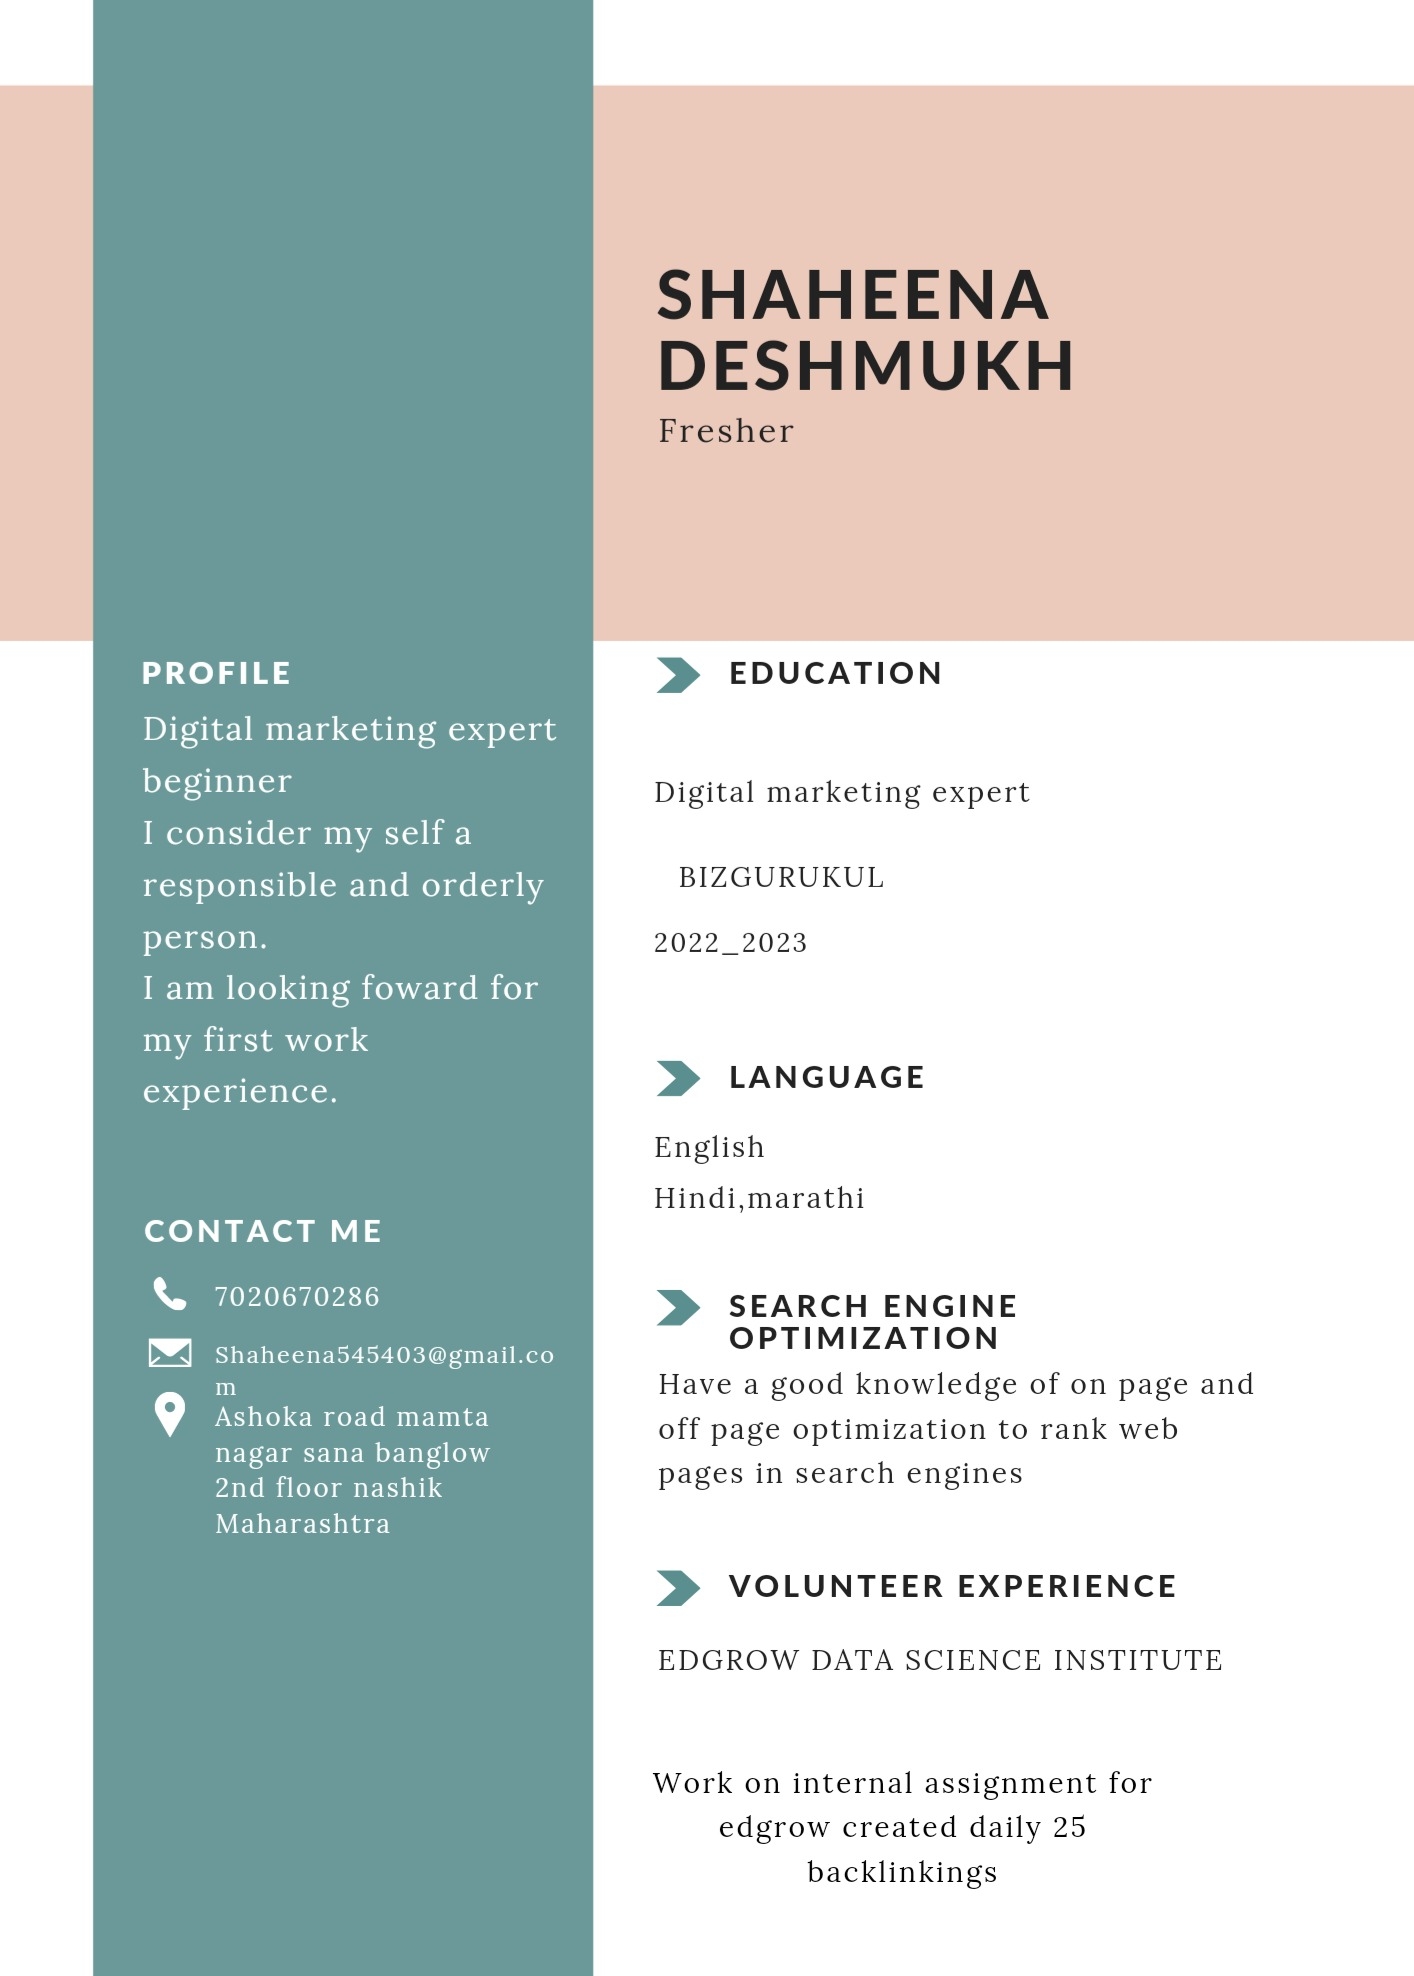 SHAHEENA
DESHMUKH
Fresher
PROFILE
Digital marketing expert
beginner
I consider my self a
responsible and orderly
person.
I am looking foward for
my first work
experience.
CONTACT ME
7020670286
Shaheena545403@gmail.co
m
Ashoka road mamta
nagar sana banglow
2nd floor nashik
Maharashtra
EDUCATION
Digital marketing expert
BIZGURUKUL
2022_2023
LANGUAGE
English
Hindi,marathi
SEARCH ENGINE
OPTIMIZATION
Have a good knowledge of on page and
off page optimization to rank web
pages in search engines
VOLUNTEER EXPERIENCE
EDGROW DATA SCIENCE INSTITUTE
Work on internal assignment for
edgrow created daily 25
backlinkings